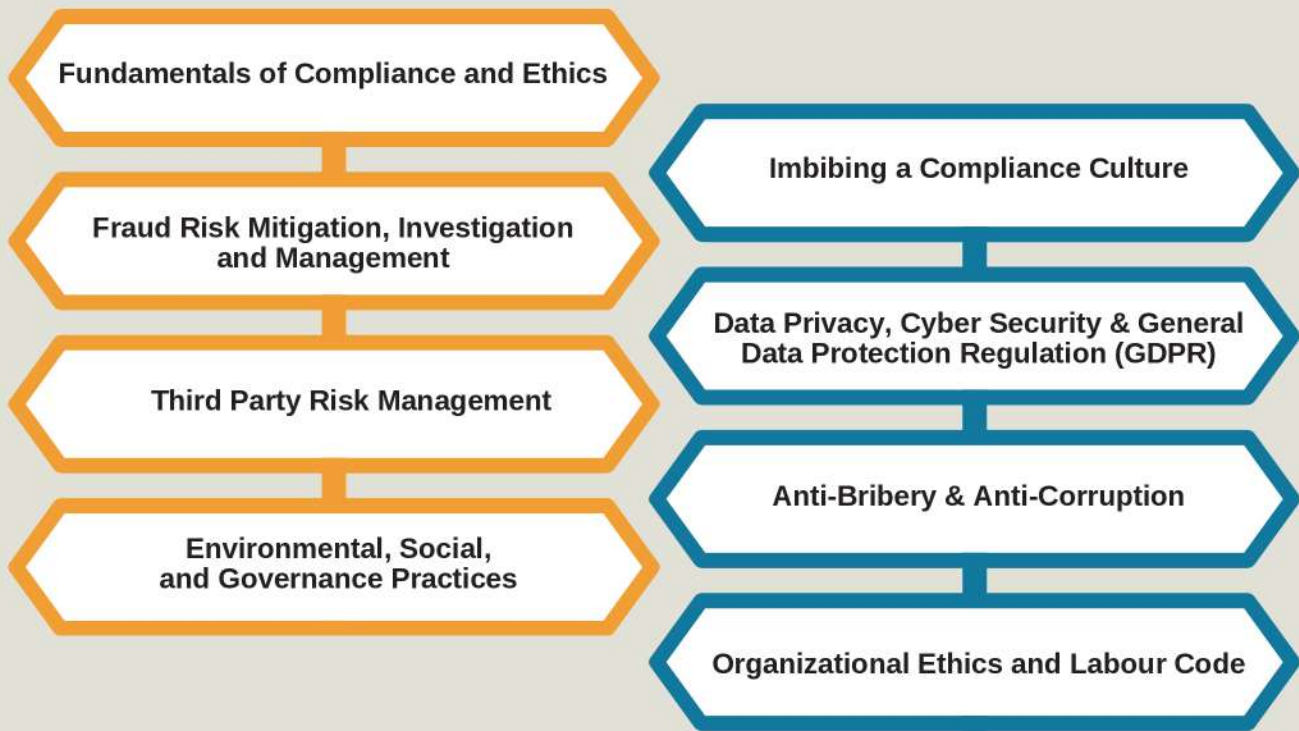 Fundamentals of Compliance and Ethics
Imbibing a Compliance Culture
Fraud Risk Mitigation, Investigation
and Management
Data Privacy, Cyber Security & General
Data Protection Regulation (GDPR)
Third Party Risk Management
Anti-Bribery & Anti-Corruption
Environmental, Social,
and Governance Practices
Organizational Ethics and Labour Code